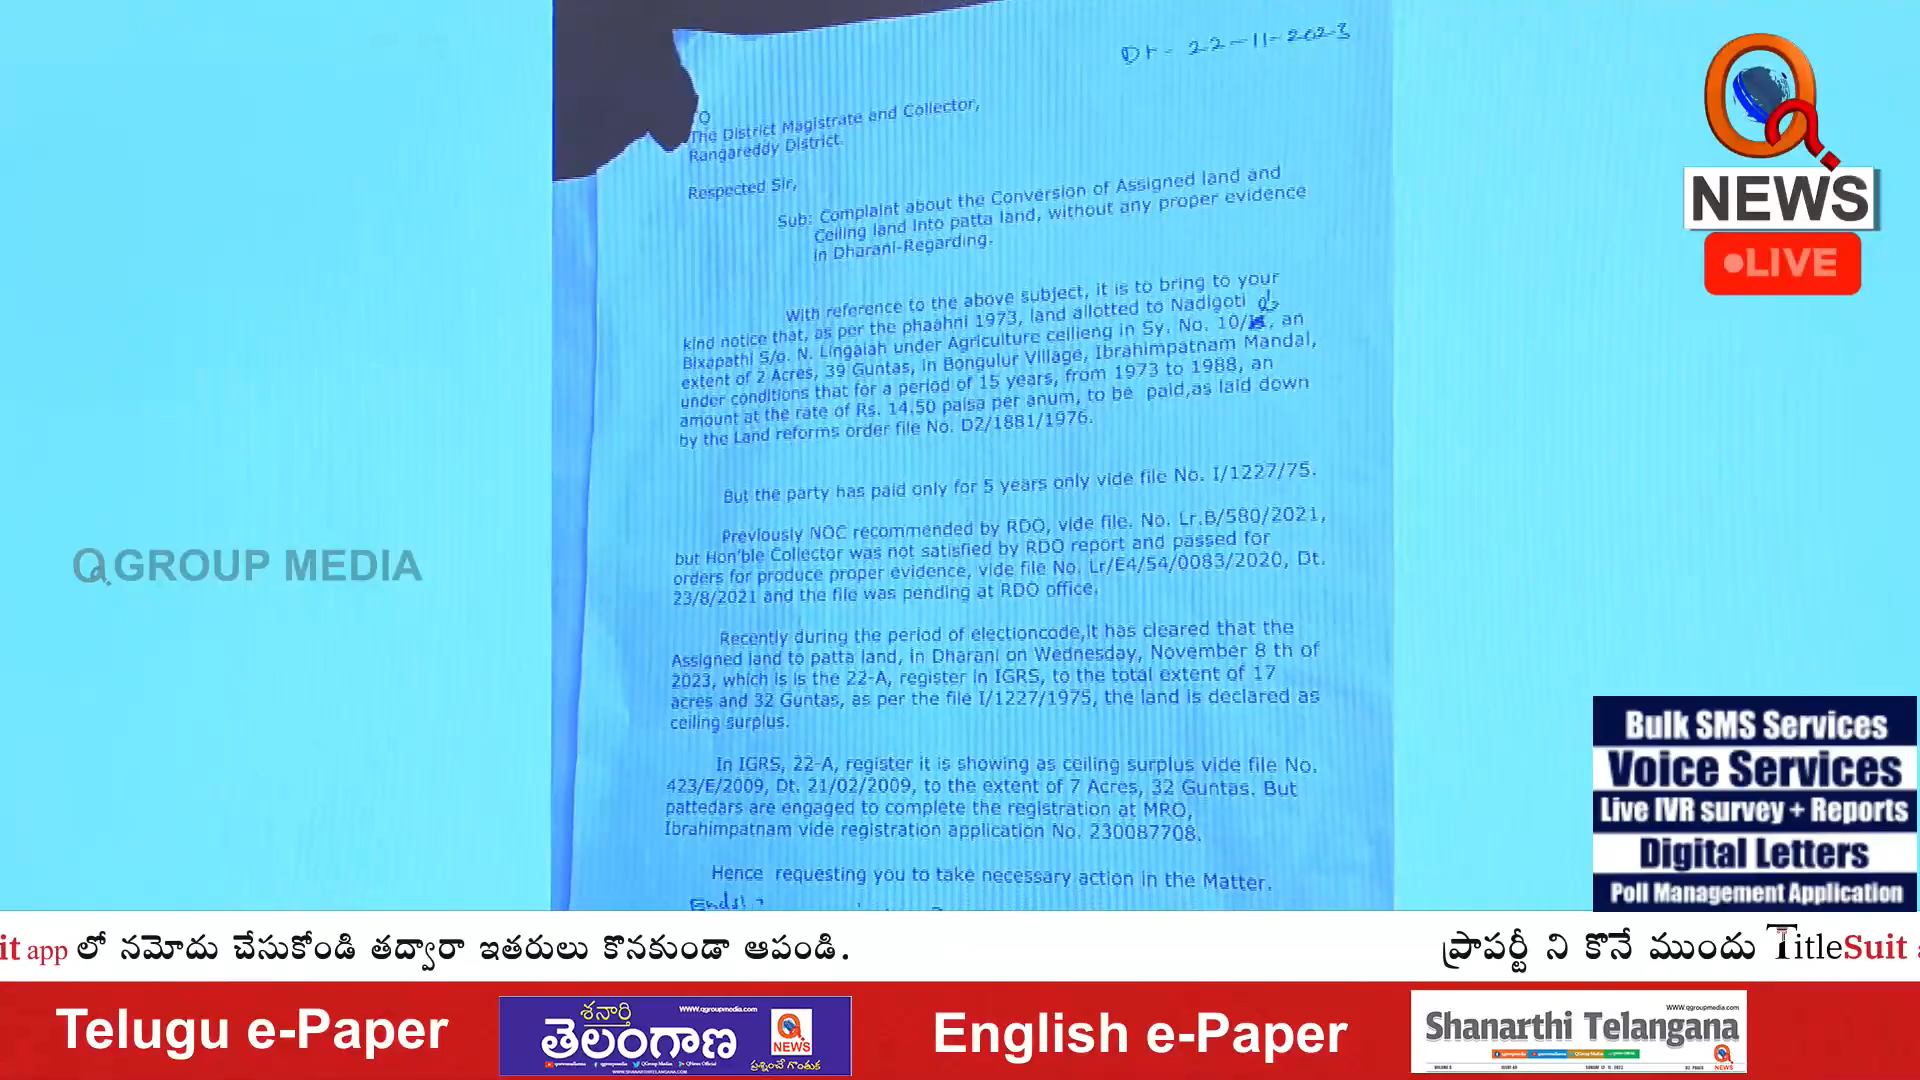 Dt - 22-11-2023
TO
The District Magistrate and Collector,
Rangareddy District.
Respected Sir,
Sub: Complaint about the Conversion of Assigned land and
Ceiling land into patta land, without any proper evidence
in Dharani-Regarding.
With reference to the above subject, it is to bring to your
kind notice that, as per the phaahni 1973, land allotted to Nadigoti
Bixapathi S/o. N. Lingaiah under Agriculture ceilieng in Sy. No. 10/ , an
extent of 2 Acres, 39 Guntas, in Bongulur Village, Ibrahimpatnam Mandal,
under conditions that for a period of 15 years, from 1973 to 1988, an
amount at the rate of Rs. 14.50 paisa per anum, to be paid,as laid down
by the Land reforms order file No. D2/1881/1976.
But the party has paid only for 5 years only vide file No. I/1227/75.
Previously NOC recommended by RDO, vide file. No. Lr.B/580/2021,
but Hon'ble Collector was not satisfied by RDO report and passed for
orders for produce proper evidence, vide file No. Lr/E4/54/0083/2020, Dt.
23/8/2021 and the file was pending at RDO office.
Recently during the period of electioncode,it has cleared that the
Assigned land to patta land, in Dharani on Wednesday, November 8 th of
2023, which is is the 22-A, register in IGRS, to the total extent of 17
acres and 32 Guntas, as per the file I/1227/1975, the land is declared as
ceiling surplus.
In IGRS, 22-A, register it is showing as ceiling surplus vide file No.
423/E/2009, Dt. 21/02/2009, to the extent of 7 Acres, 32 Guntas. But
pattedars are engaged to complete the registration at MRO,
Ibrahimpatnam vide registration application No. 230087708.
Hence requesting you to take necessary action in the Matter.
Q NEWS
LIVE
Q GROUP MEDIA
Bulk SMS Services
Voice Services
Live IVR survey + Reports
Digital Letters
Poll Management Application
it app లో నమోదు చేసుకోండి తద్వారా ఇతరులు కొనకుండా ఆపండి.
ప్రాపర్టీ ని కొనే ముందు TitleSuit
Telugu e-Paper
శనార్తి
తెలంగాణ
www.qgroupmedia.com
NEWS
ప్రశ్నించే గొంతుక
www.shanarthitelangana.com
English e-Paper
www.qgroupmedia.com
Shanarthi Telangana
NEWS